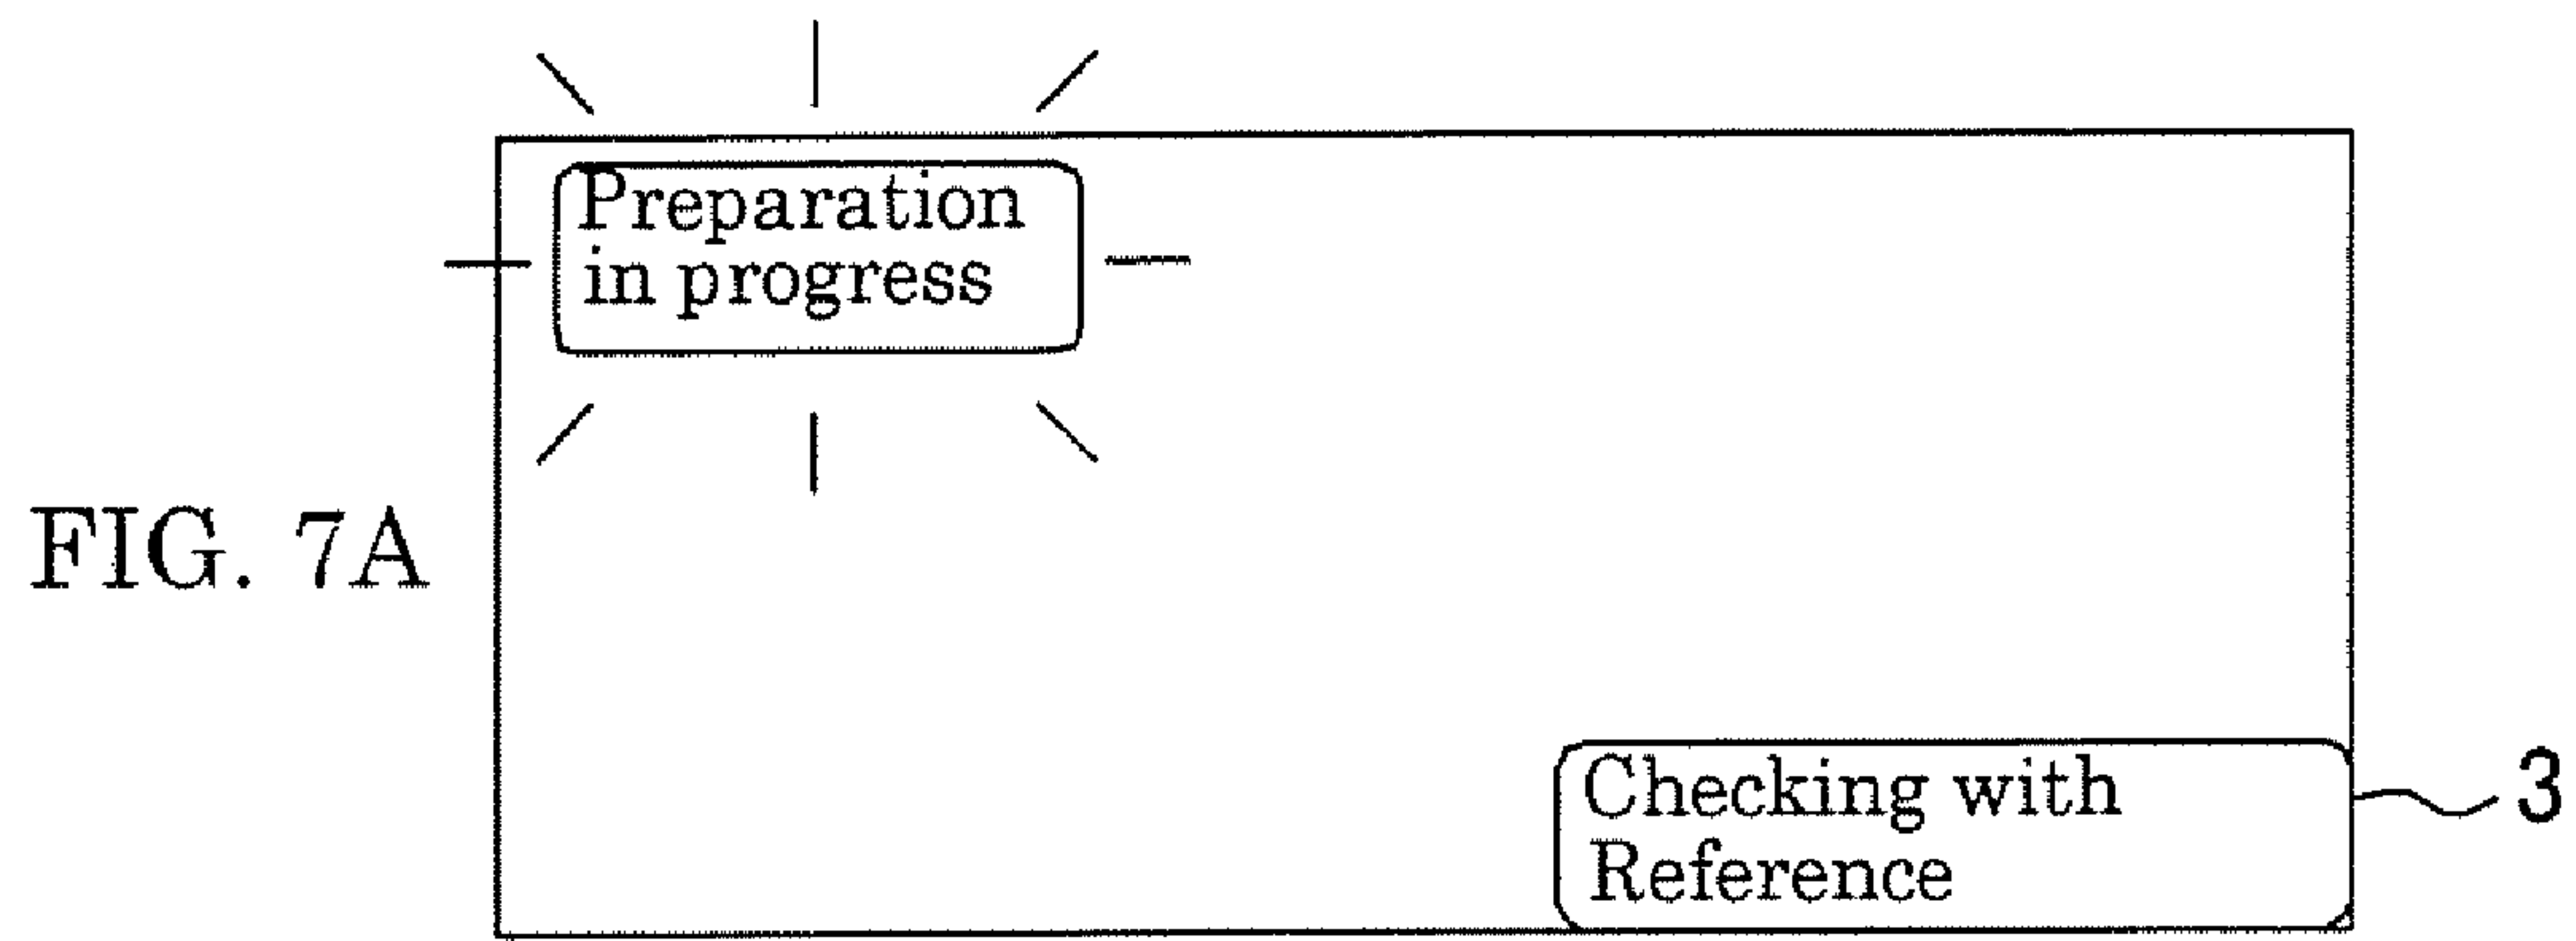 Preparation
in progress
FIG. 7A
Checking with
Reference
3